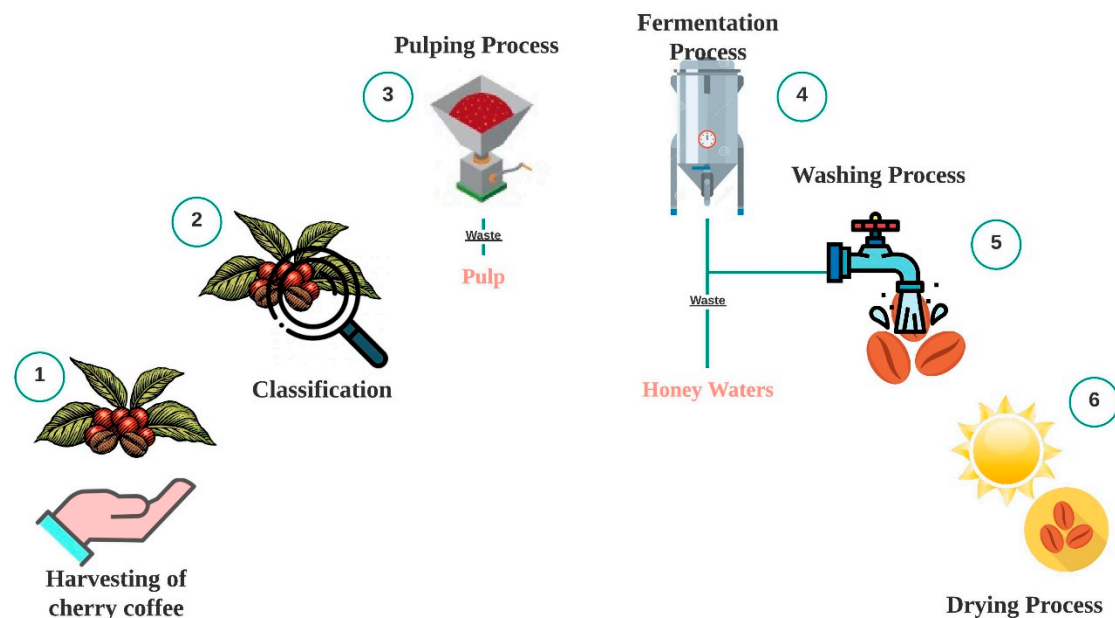 1
Harvesting of
cherry coffee
2
Classification
Pulping Process
3
Waste
Pulp
Fermentation
Process
4
Waste
Honey Waters
Washing Process
5
6
Drying Process